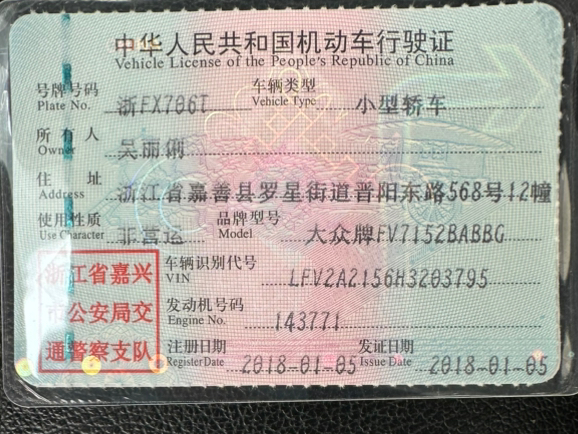 中华人民共和国机动车行驶证
Vehicle License of the People's Republic of China
号牌号码 浙FX706T 车辆类型 小型轿车
Plate No. Vehicle Type
所有人 吴丽俐
Owner
住址 浙江省嘉善县罗星街道晋阳东路568号12幢
Address
使用性质 非营运 品牌型号 大众牌FV7152BABBG
Use Character Model
浙江省嘉兴 车辆识别代号 LFV2A2156H3203795
VIN
市公安局交 发动机号码 143771
Engine No.
通警察支队 注册日期 2018-01-05 发证日期 2018-01-05
Register Date Issue Date